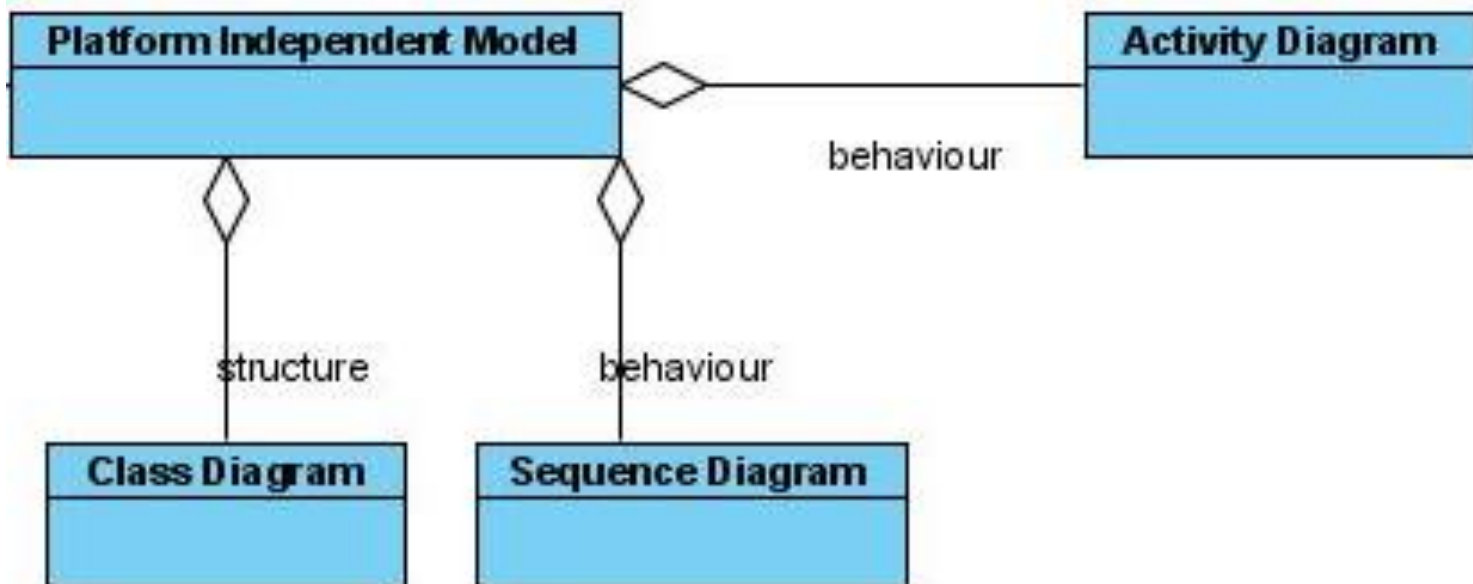 Platform Independent Model
Activity Diagram
behaviour
structure
behaviour
Class Diagram
Sequence Diagram